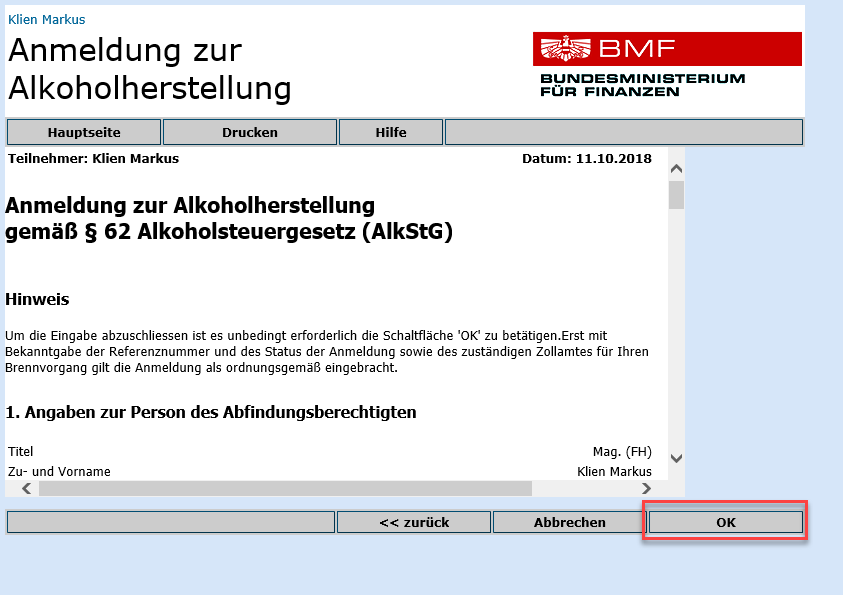 Klien Markus
Anmeldung zur
Alkoholherstellung
BMF
BUNDESMINISTERIUM
FÜR FINANZEN
Hauptseite Drucken Hilfe
Teilnehmer: Klien Markus Datum: 11.10.2018
Anmeldung zur Alkoholherstellung
gemäß § 62 Alkoholsteuergesetz (AlkStG)
Hinweis
Um die Eingabe abzuschliessen ist es unbedingt erforderlich die Schaltfläche 'OK' zu betätigen.Erst mit
Bekanntgabe der Referenznummer und des Status der Anmeldung sowie des zuständigen Zollamtes für Ihren
Brennvorgang gilt die Anmeldung als ordnungsgemäß eingebracht.
1. Angaben zur Person des Abfindungsberechtigten
Titel Mag. (FH)
Zu- und Vorname Klien Markus
<< zurück Abbrechen OK